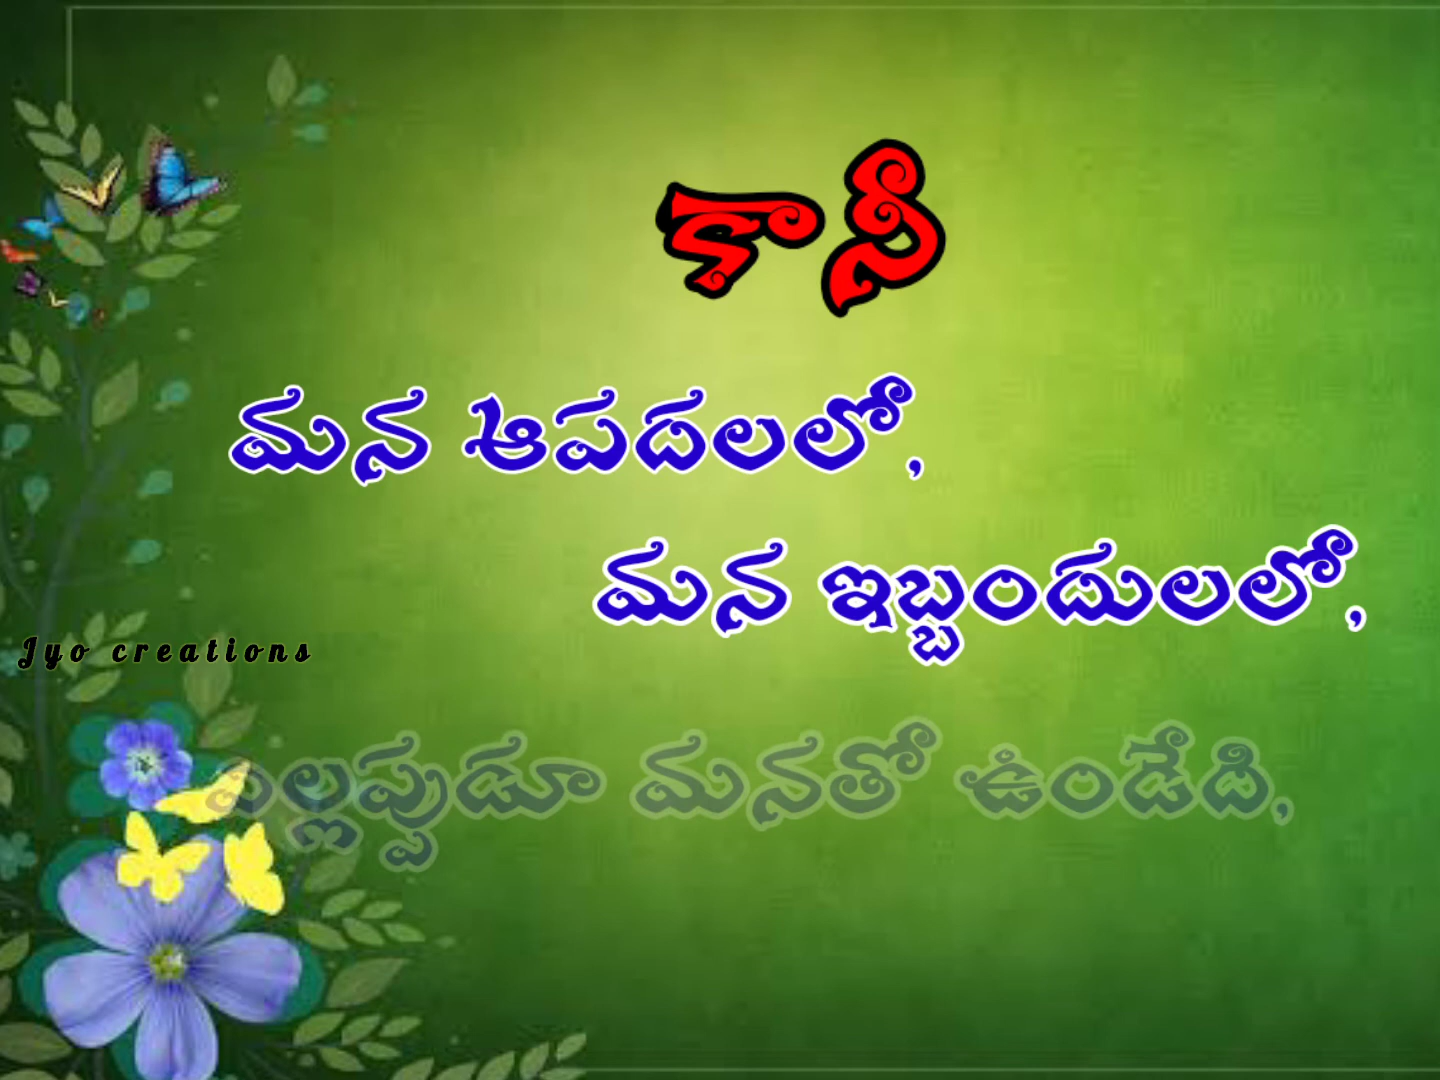 కానీ
మన ఆపదలలో,
మన ఇబ్బందులలో,
Jyo creations
ఎల్లప్పుడూ మనతో ఉండేది,